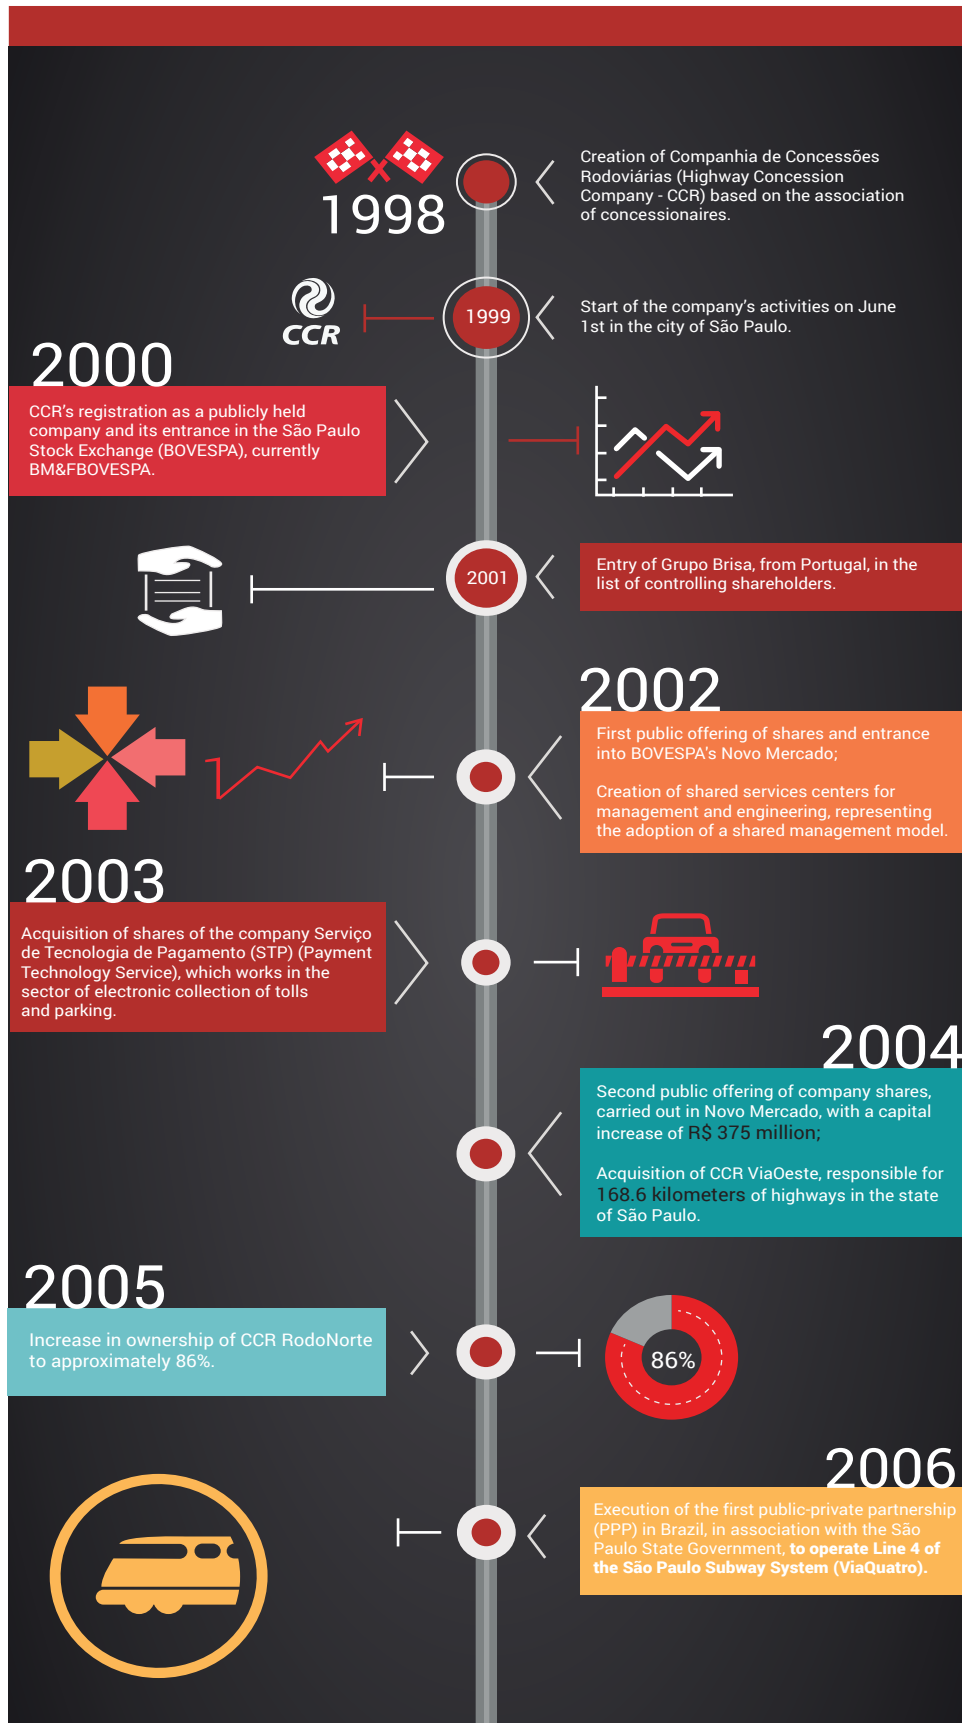 1998
Creation of Companhia de Concessões
Rodoviárias (Highway Concession
Company - CCR) based on the association
of concessionaires.
CCR
1999
Start of the company's activities on June
1st in the city of São Paulo.
2000
CCR's registration as a publicly held
company and its entrance in the São Paulo
Stock Exchange (BOVESPA), currently
BM&FBOVESPA.
2001
Entry of Grupo Brisa, from Portugal, in the
list of controlling shareholders.
2002
First public offering of shares and entrance
into BOVESPA's Novo Mercado;
Creation of shared services centers for
management and engineering, representing
the adoption of a shared management model.
2003
Acquisition of shares of the company Serviço
de Tecnologia de Pagamento (STP) (Payment
Technology Service), which works in the
sector of electronic collection of tolls
and parking.
2004
Second public offering of company shares,
carried out in Novo Mercado, with a capital
increase of R$ 375 million;
Acquisition of CCR ViaOeste, responsible for
168.6 kilometers of highways in the state
of São Paulo.
2005
Increase in ownership of CCR RodoNorte
to approximately 86%.
86%
2006
Execution of the first public-private partnership
(PPP) in Brazil, in association with the São
Paulo State Government, to operate Line 4 of
the São Paulo Subway System (ViaQuatro).